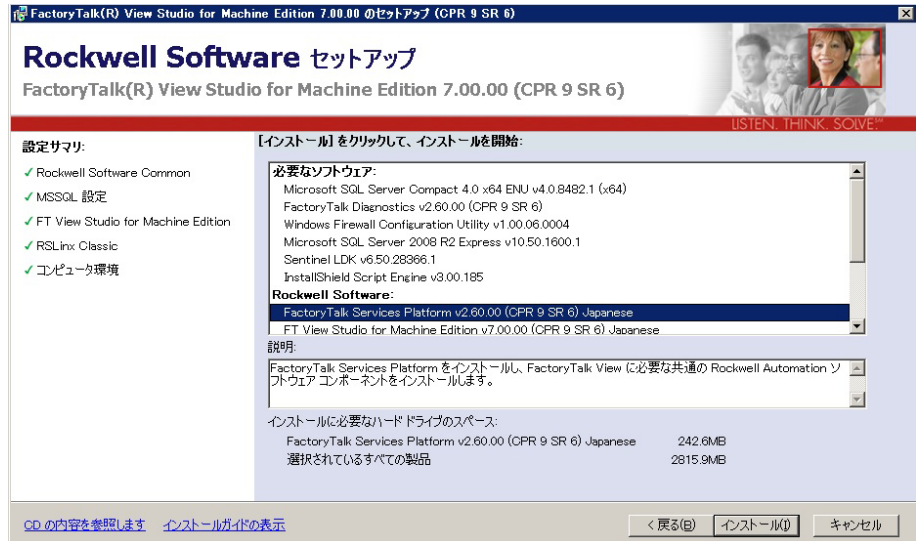 FactoryTalk(R) View Studio for Machine Edition 7.00.00 のセットアップ (CPR 9 SR 6)
Rockwell Software セットアップ
FactoryTalk(R) View Studio for Machine Edition 7.00.00 (CPR 9 SR 6)
LISTEN. THINK. SOLVE.℠
設定サマリ:
✓ Rockwell Software Common
✓ MSSQL 設定
✓ FT View Studio for Machine Edition
✓ RSLinx Classic
✓ コンピュータ環境
[インストール] をクリックして、インストールを開始:
必要なソフトウェア:
Microsoft SQL Server Compact 4.0 x64 ENU v4.0.8482.1 (x64)
FactoryTalk Diagnostics v2.60.00 (CPR 9 SR 6)
Windows Firewall Configuration Utility v1.00.06.0004
Microsoft SQL Server 2008 R2 Express v10.50.1600.1
Sentinel LDK v6.50.28366.1
InstallShield Script Engine v3.00.185
Rockwell Software:
FactoryTalk Services Platform v2.60.00 (CPR 9 SR 6) Japanese
FT View Studio for Machine Edition v7.00.00 (CPR 9 SR 6) Japanese
説明:
FactoryTalk Services Platform をインストールし、FactoryTalk View に必要な共通の Rockwell Automation ソ
フトウェア コンポーネントをインストールします。
インストールに必要なハード ドライブのスペース:
FactoryTalk Services Platform v2.60.00 (CPR 9 SR 6) Japanese 242.6MB
選択されているすべての製品 2815.9MB
CD の内容を参照します インストールガイドの表示
< 戻る(B) インストール(I) キャンセル